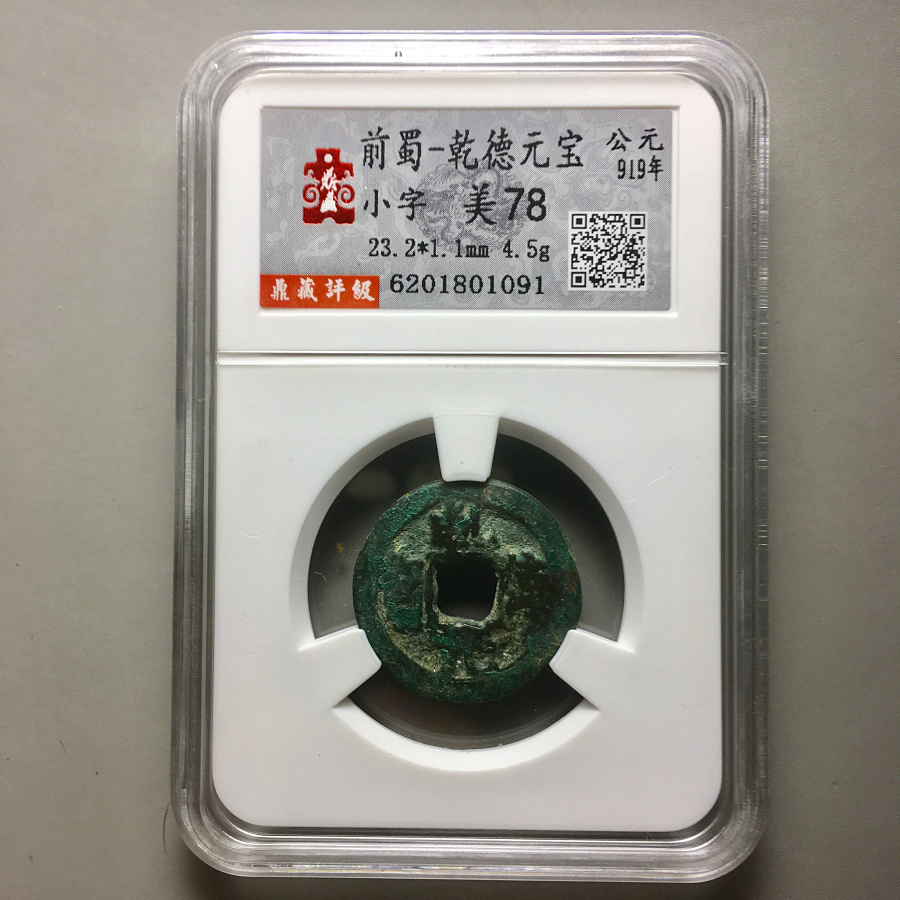 前蜀-乾德元宝 公元
919年
小字 美78
23.2*1.1mm 4.5g
鼎藏評級 6201801091